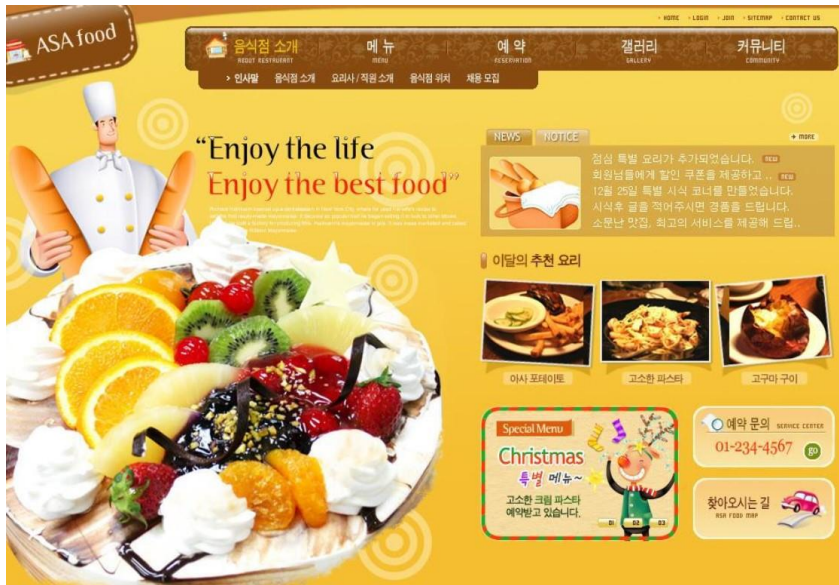 HOME LOGIN JOIN SITEMAP CONTACT US
ASA food
음식점 소개 메뉴 예약 갤러리 커뮤니티
ABOUT RESTAURANT MENU RESERVATION GALLERY COMMUNITY
> 인사말 음식점 소개 요리사 / 직원 소개 음식점 위치 채용 모집
“Enjoy the life
Enjoy the best food”
NEWS NOTICE + MORE
점심 특별 요리가 추가되었습니다. NEW
회원님들에게 할인 쿠폰을 제공하고 .. NEW
12월 25일 특별 시식 코너를 만들었습니다.
시식후 글을 적어주시면 경품을 드립니다.
소문난 맛집, 최고의 서비스를 제공해 드립..
이달의 추천 요리
아사 포테이토 고소한 파스타 고구마 구이
Special Menu
Christmas
특별 메뉴~
고소한 크림 파스타
예약받고 있습니다.
01 02 03
예약 문의 SERVICE CENTER
01-234-4567 go
찾아오시는 길
ASA FOOD MAP